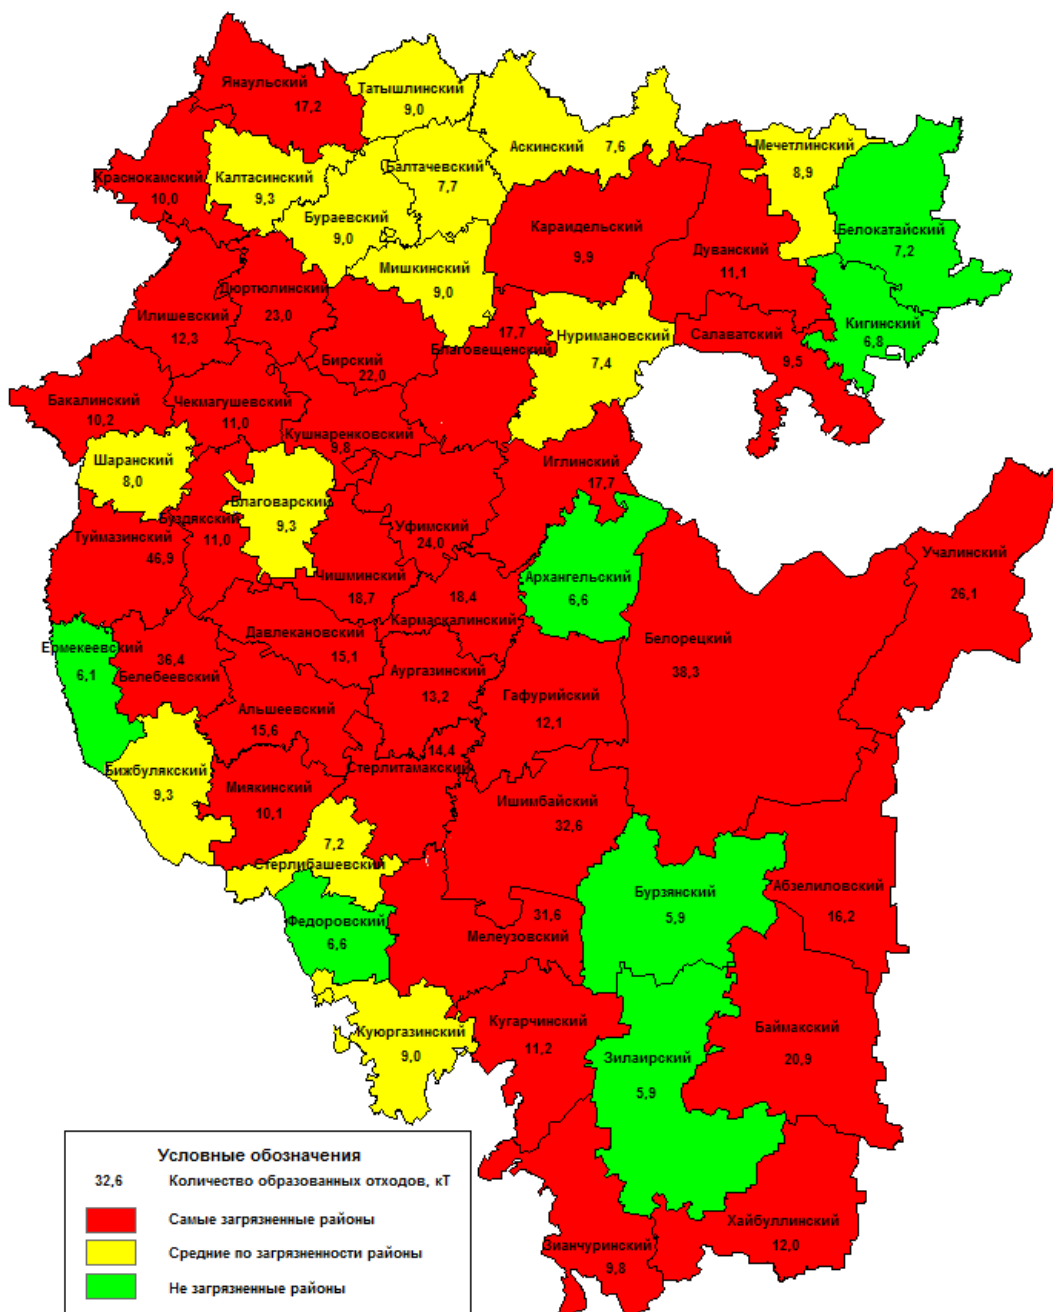 Янаульский
17,2
Татышлинский
9,0
Аскинский 7,6
Мечетлинский
8,9
Балтачевский
7,7
Краснокамский
10,0
Калтасинский
9,3
Бураевский
9,0
Караидельский
9,9
Белокатайский
7,2
Дуванский
11,1
Мишкинский
9,0
Дюртюлинский
23,0
Илишевский
12,3
Кигинский
6,8
Салаватский
9,5
17,7
Благовещенский
Нуримановский
7,4
Бирский
22,0
Бакалинский
10,2
Чекмагушевский
11,0
Кушнаренковский
9,8
Шаранский
8,0
Иглинский
17,7
Благоварский
9,3
Буздякский
11,0
Туймазинский
46,9
Уфимский
24,0
Учалинский
26,1
Чишминский
18,7
Архангельский
6,6
18,4
Кармаскалинский
Давлекановский
15,1
Белорецкий
38,3
Ермекеевский
6,1
36,4
Белебеевский
Аургазинский
13,2
Гафурийский
12,1
Альшеевский
15,6
14,4
Стерлитамакский
Бижбулякский
9,3
Миякинский
10,1
Ишимбайский
32,6
7,2
Стерлибашевский
Бурзянский
5,9
Абзелиловский
16,2
Федоровский
6,6
31,6
Мелеузовский
Куюргазинский
9,0
Кугарчинский
11,2
Баймакский
20,9
Зилаирский
5,9
Хайбуллинский
12,0
Зианчуринский
9,8
Условные обозначения
32,6 Количество образованных отходов, кТ
Самые загрязненные районы
Средние по загрязненности районы
Не загрязненные районы